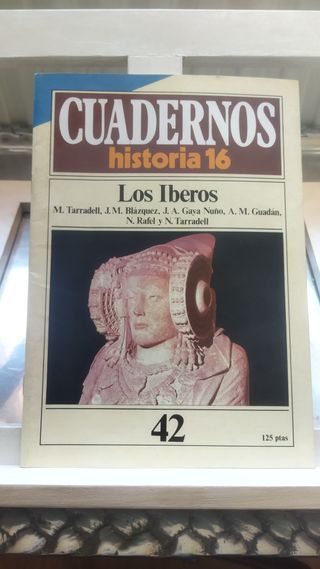 CUADERNOS
historia 16
Los Iberos
M. Tarradell, J. M. Blázquez, J. A. Gaya Nuño, A. M. Guadán,
N. Rafel y N. Tarradell
42
125 ptas